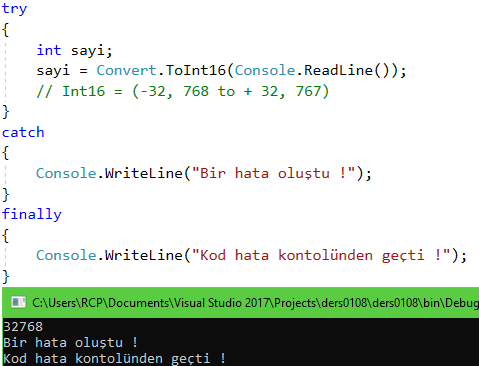 try
{
int sayi;
sayi = Convert.ToInt16(Console.ReadLine());
// Int16 = (-32, 768 to + 32, 767)
}
catch
{
Console.WriteLine("Bir hata oluştu !");
}
finally
{
Console.WriteLine("Kod hata kontolünden geçti !");
}
C:\Users\RCP\Documents\Visual Studio 2017\Projects\ders0108\ders0108\bin\Debug
32768
Bir hata oluştu !
Kod hata kontolünden geçti !